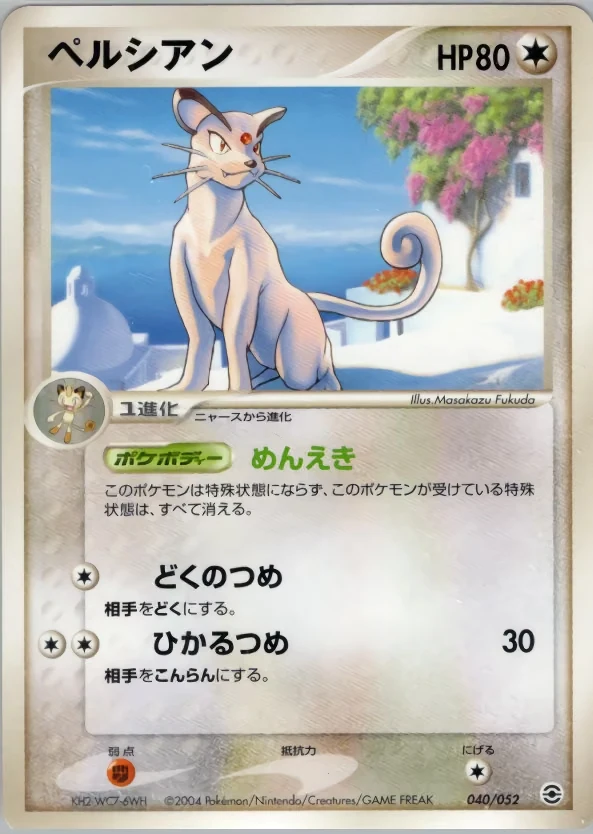 ペルシアン HP80
Illus.Masakazu Fukuda
1進化 ニャースから進化
ポケボディー めんえき
このポケモンは特殊状態にならず、このポケモンが受けている特殊
状態は、すべて消える。
どくのつめ
相手をどくにする。
ひかるつめ 30
相手をこんらんにする。
弱点 抵抗力 にげる
KH2 WC7-6WH ©2004 Pokémon/Nintendo/Creatures/GAME FREAK 040/052